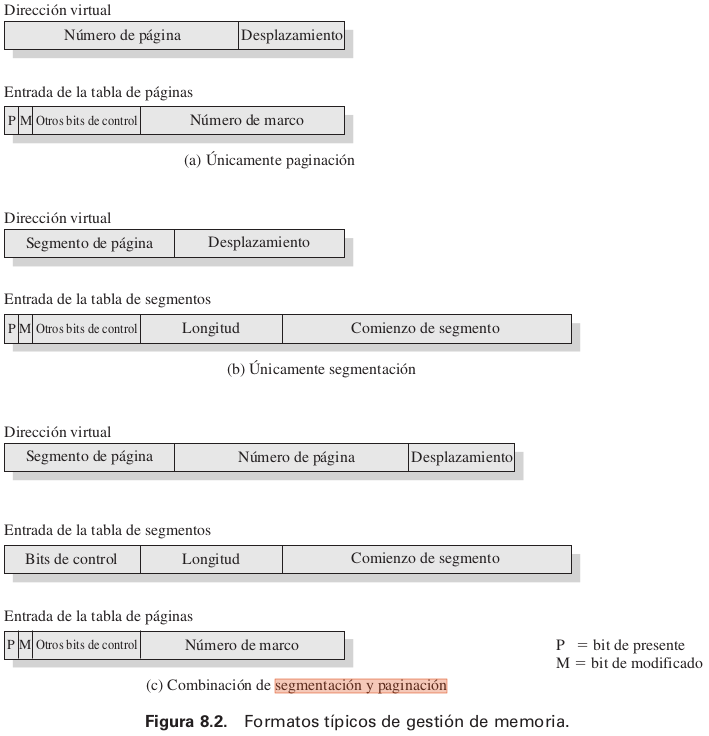 Dirección virtual
Número de página Desplazamiento
Entrada de la tabla de páginas
P M Otros bits de control Número de marco
(a) Únicamente paginación
Dirección virtual
Segmento de página Desplazamiento
Entrada de la tabla de segmentos
P M Otros bits de control Longitud Comienzo de segmento
(b) Únicamente segmentación
Dirección virtual
Segmento de página Número de página Desplazamiento
Entrada de la tabla de segmentos
Bits de control Longitud Comienzo de segmento
Entrada de la tabla de páginas
P M Otros bits de control Número de marco
P = bit de presente
M = bit de modificado
(c) Combinación de segmentación y paginación
Figura 8.2. Formatos típicos de gestión de memoria.